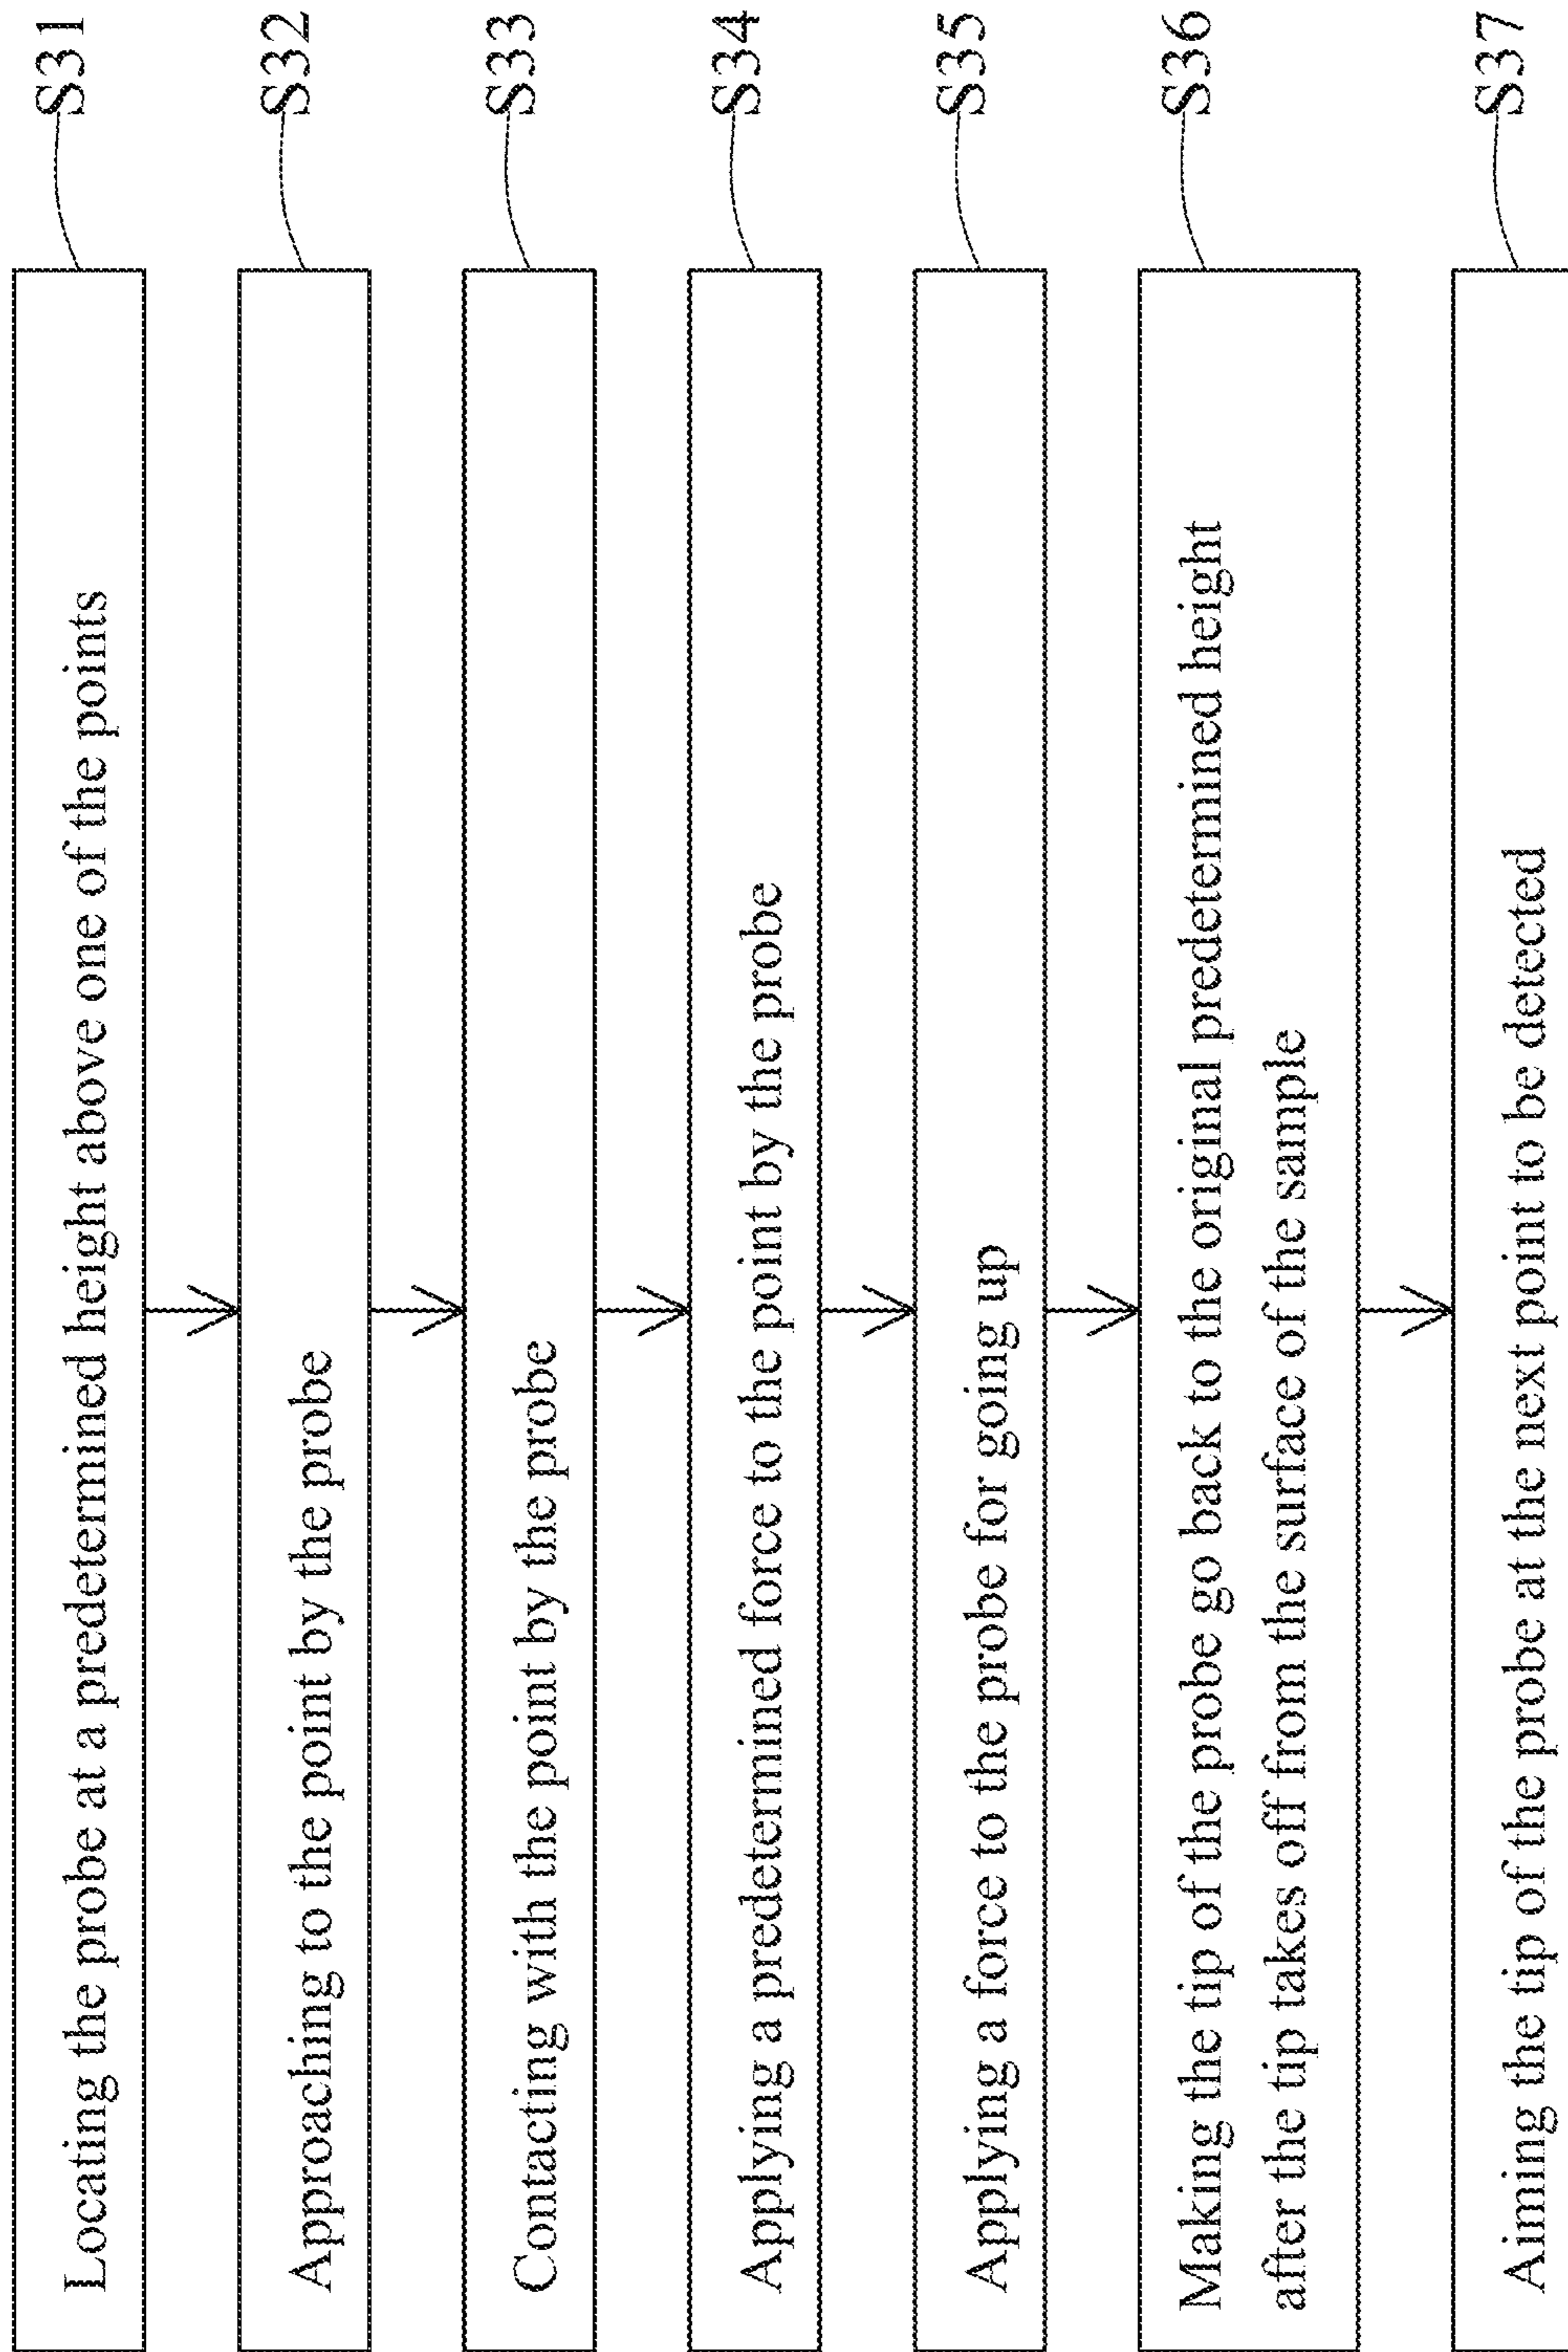 Locating the probe at a predetermined height above one of the points
S31
Approaching to the point by the probe
S32
Contacting with the point by the probe
S33
Applying a predetermined force to the point by the probe
S34
Applying a force to the probe for going up
S35
Making the tip of the probe go back to the original predetermined height
after the tip takes off from the surface of the sample
S36
Aiming the tip of the probe at the next point to be detected
S37